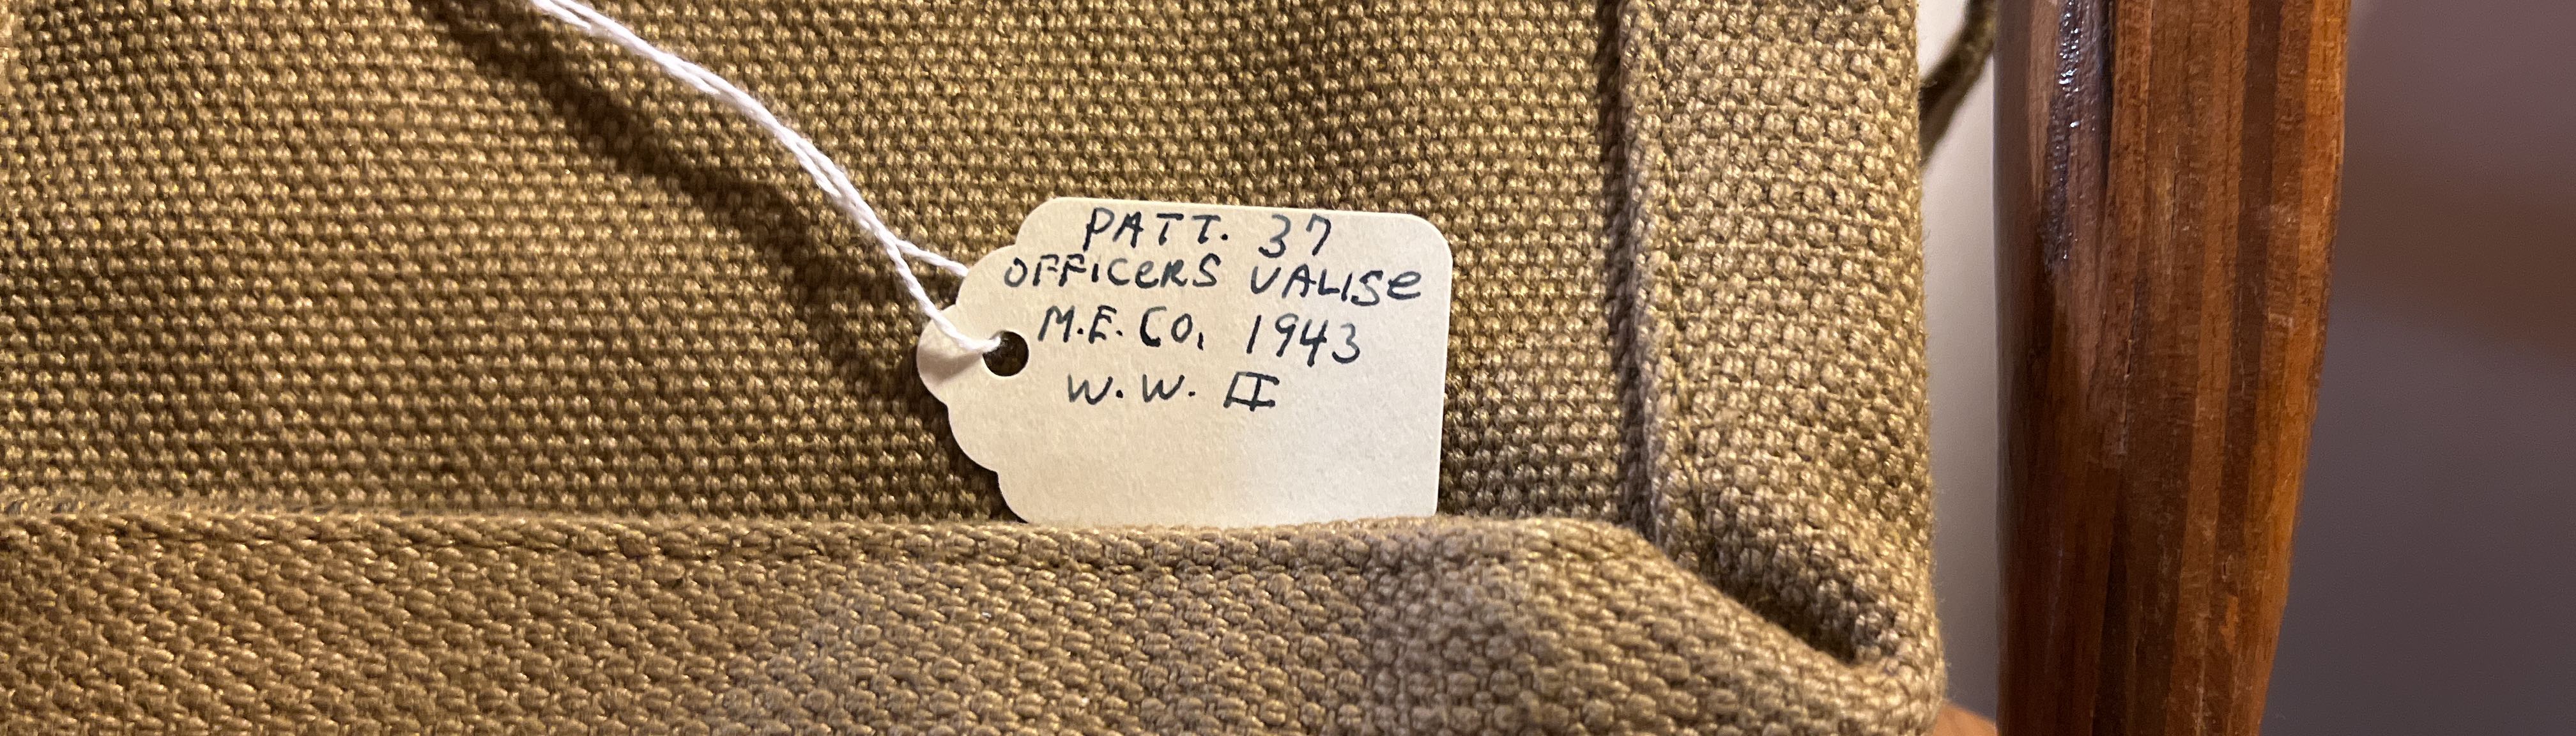 PATT. 37
OFFICERS VALISE
M.E. CO. 1943
W.W. II